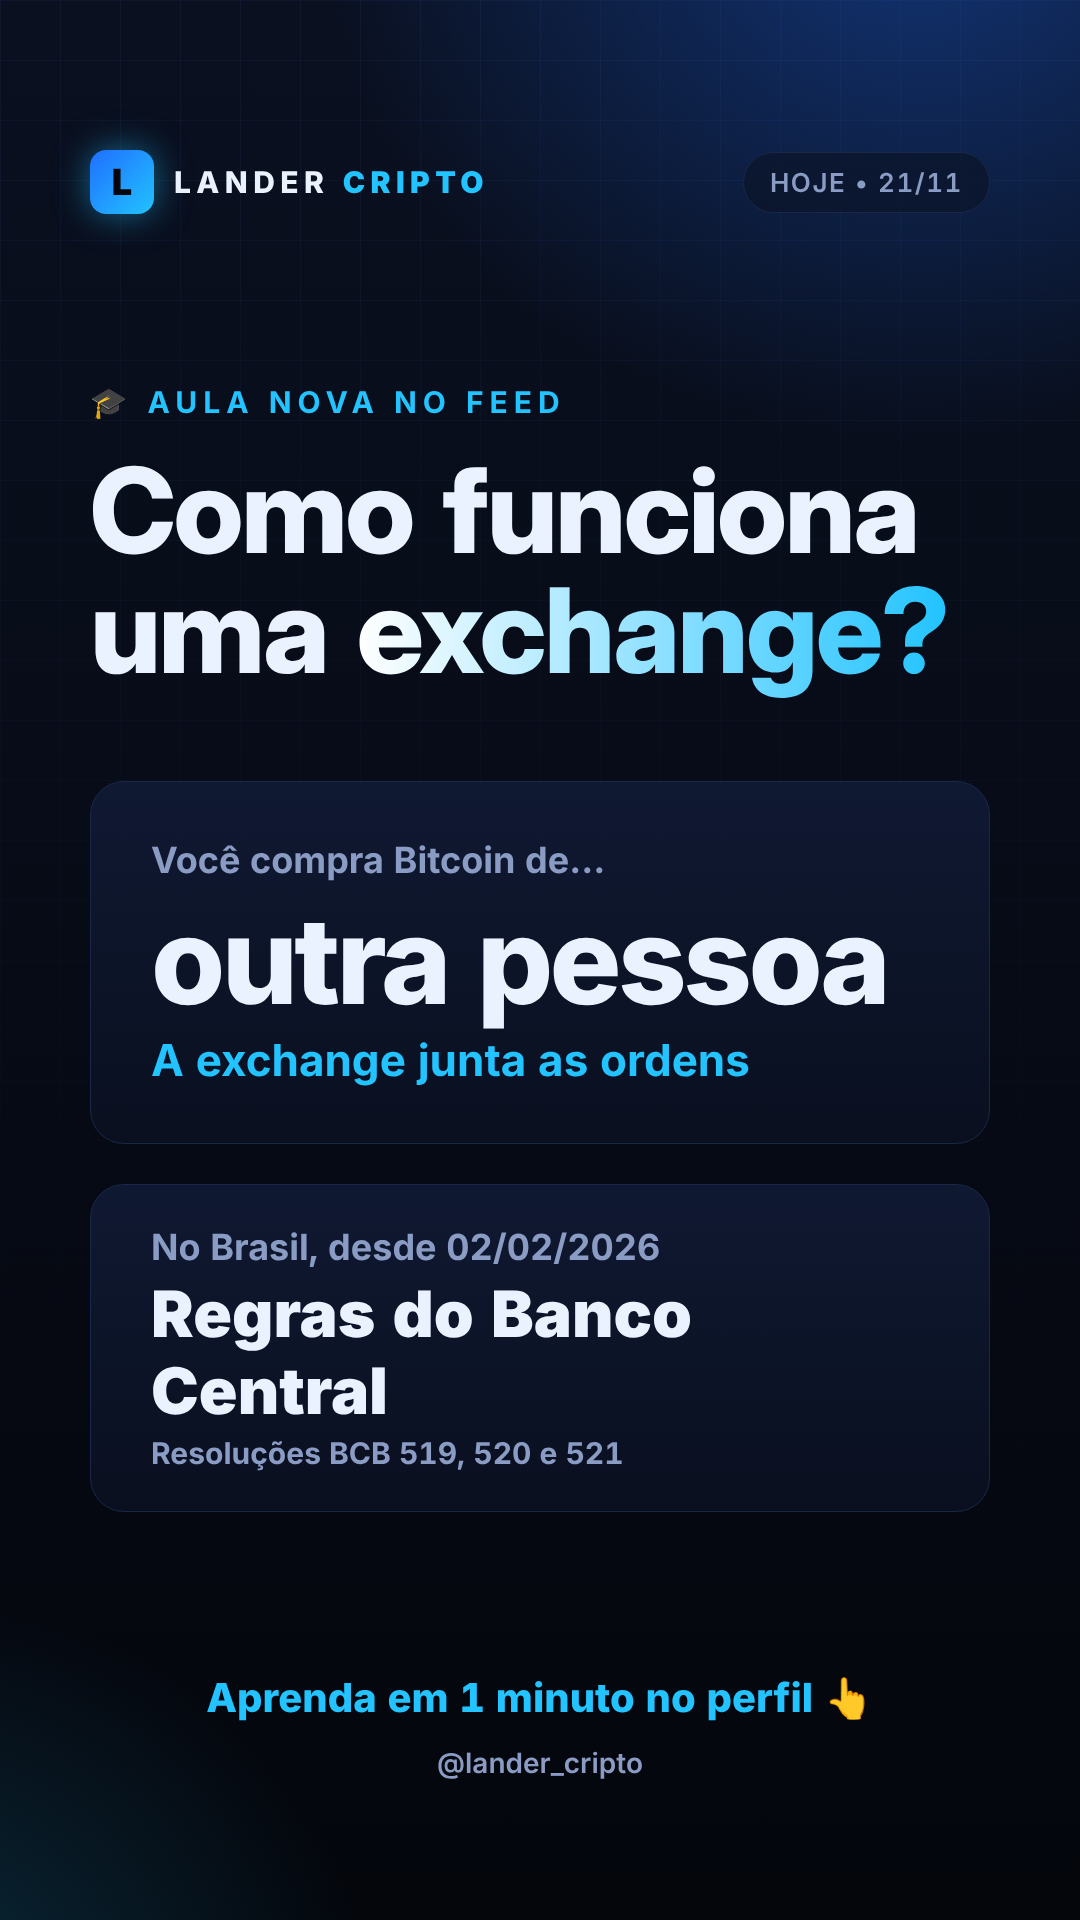 L LANDER CRIPTO
HOJE • 21/11
🎓 AULA NOVA NO FEED
Como funciona
uma exchange?
Você compra Bitcoin de...
outra pessoa
A exchange junta as ordens
No Brasil, desde 02/02/2026
Regras do Banco
Central
Resoluções BCB 519, 520 e 521
Aprenda em 1 minuto no perfil 👆
@lander_cripto